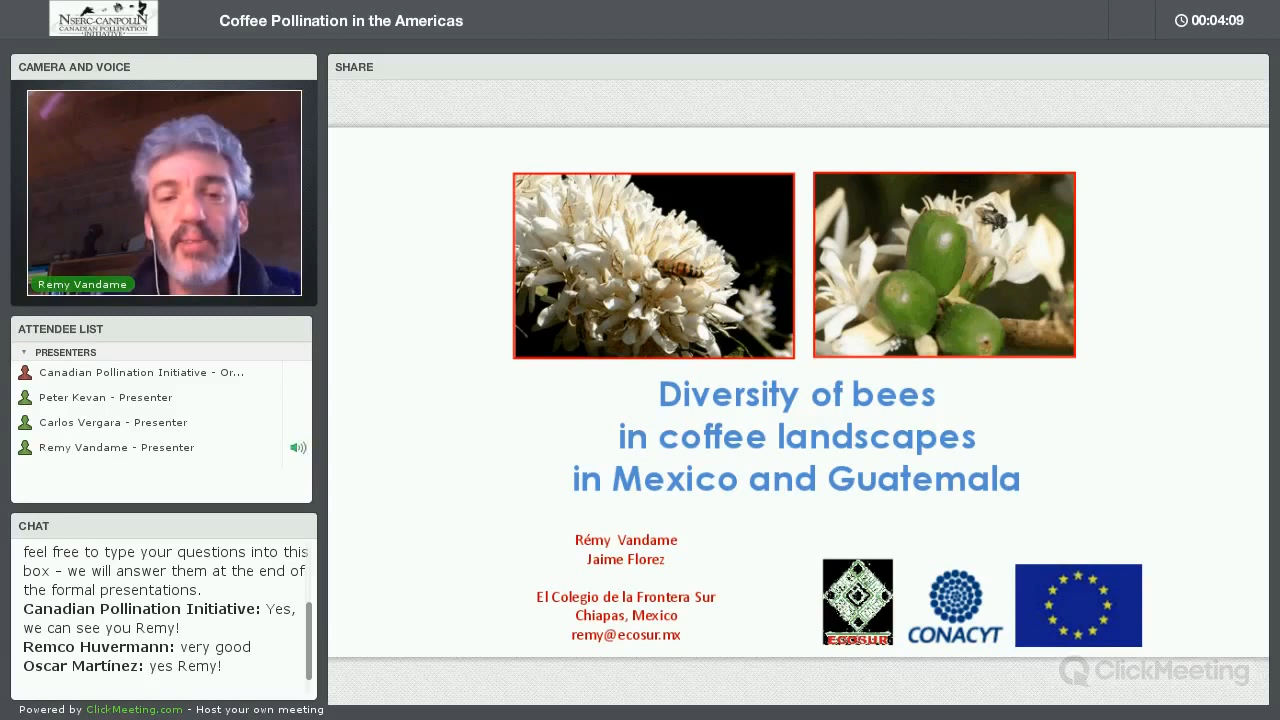 NSERC-CANPOLIN
CANADIAN POLLINATION
INITIATIVE
Coffee Pollination in the Americas
00:04:09
CAMERA AND VOICE
Remy Vandame
ATTENDEE LIST
PRESENTERS
Canadian Pollination Initiative - Or...
Peter Kevan - Presenter
Carlos Vergara - Presenter
Remy Vandame - Presenter
CHAT
feel free to type your questions into this
box – we will answer them at the end of
the formal presentations.
Canadian Pollination Initiative: Yes,
we can see you Remy!
Remco Huvermann: very good
Oscar Martínez: yes Remy!
Powered by ClickMeeting.com - Host your own meeting
SHARE
Diversity of bees
in coffee landscapes
in Mexico and Guatemala
Rémy Vandame
Jaime Florez
El Colegio de la Frontera Sur
Chiapas, Mexico
remy@ecosur.mx
ECOSUR
CONACYT
ClickMeeting